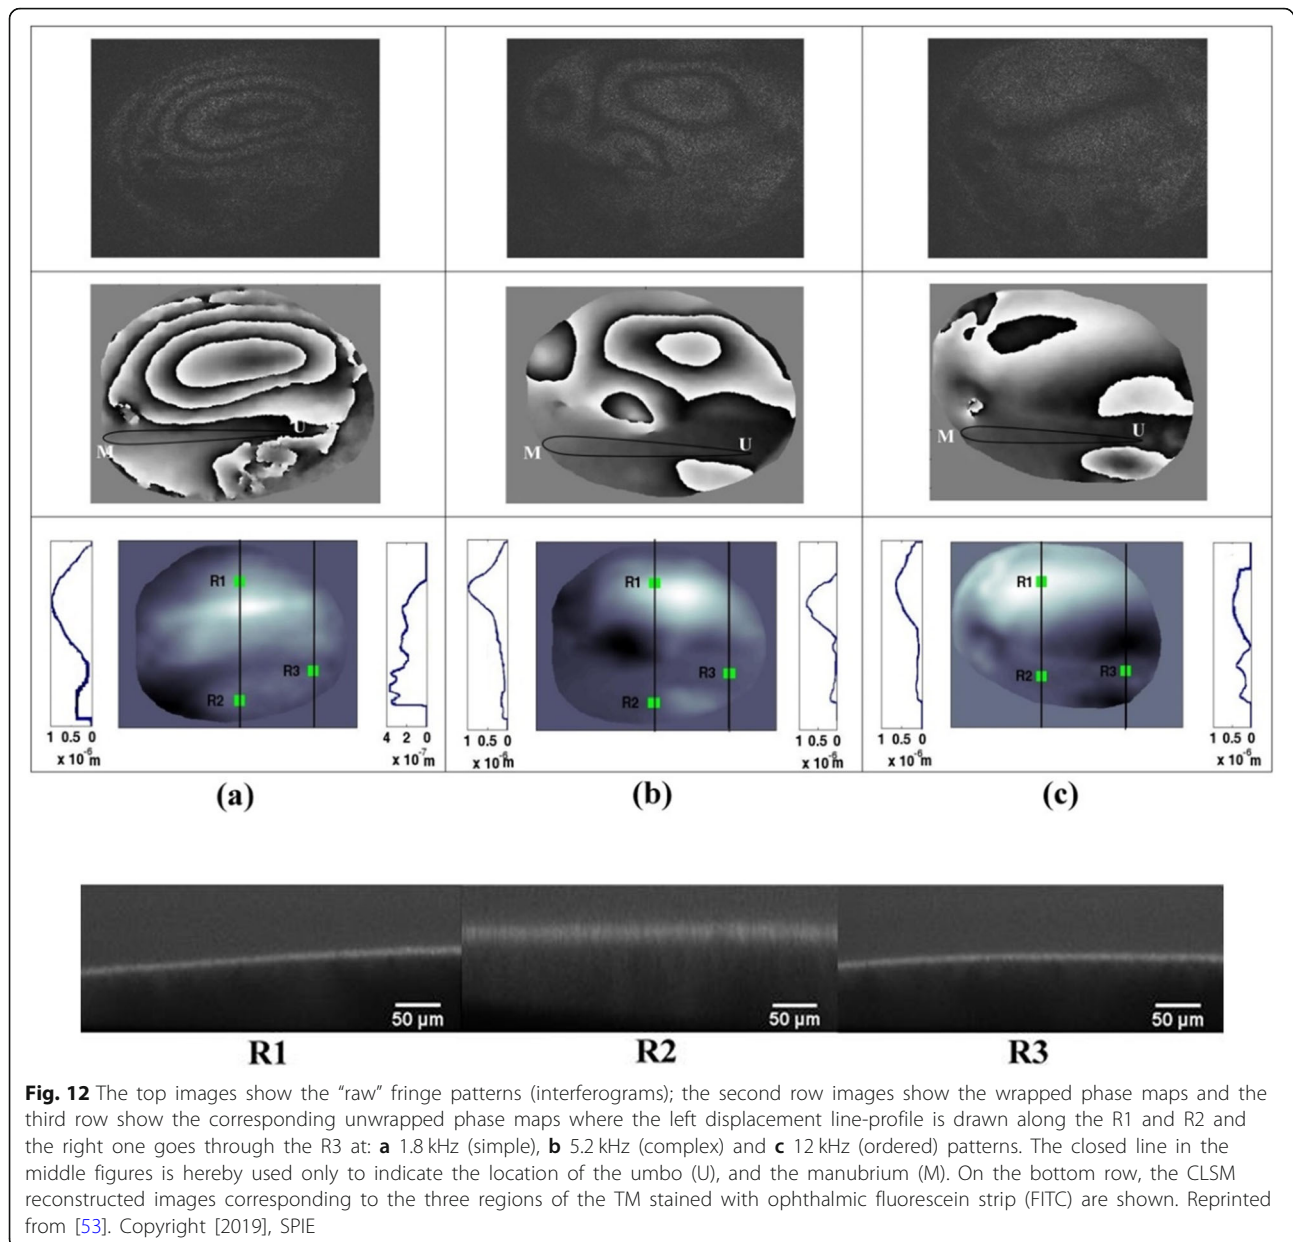 M
U
M
U
M
U
R1
R2
R3
1 0.5 0
x 10-6m
4 2 0
x 10-7m
R1
R2
R3
1 0.5 0
x 10-6m
1 0.5 0
x 10-6m
R1
R2
R3
1 0.5 0
x 10-6m
1 0.5 0
x 10-6m
(a)
(b)
(c)
50 µm
50 µm
50 µm
R1
R2
R3
Fig. 12 The top images show the “raw” fringe patterns (interferograms); the second row images show the wrapped phase maps and the
third row show the corresponding unwrapped phase maps where the left displacement line-profile is drawn along the R1 and R2 and
the right one goes through the R3 at: a 1.8 kHz (simple), b 5.2 kHz (complex) and c 12 kHz (ordered) patterns. The closed line in the
middle figures is hereby used only to indicate the location of the umbo (U), and the manubrium (M). On the bottom row, the CLSM
reconstructed images corresponding to the three regions of the TM stained with ophthalmic fluorescein strip (FITC) are shown. Reprinted
from [53]. Copyright [2019], SPIE